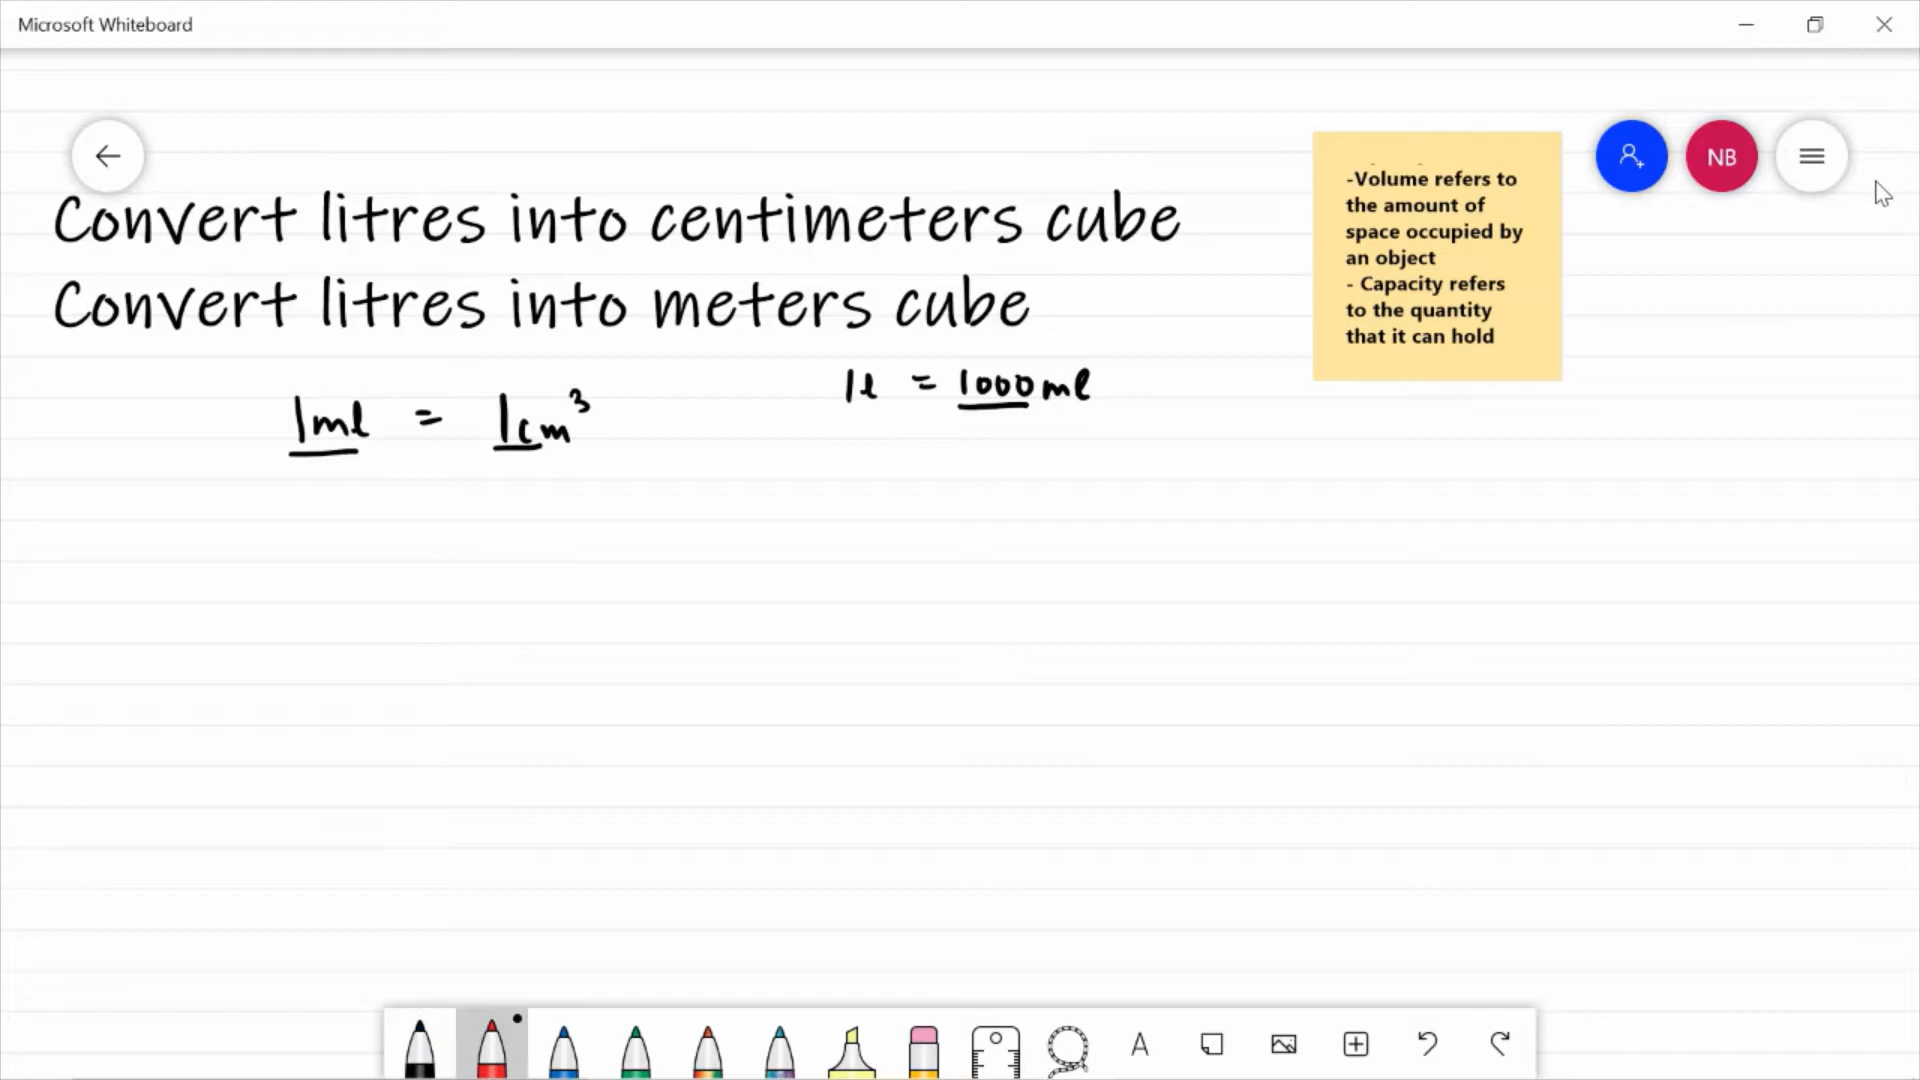 Microsoft Whiteboard
NB
Convert litres into centimeters cube
Convert litres into meters cube
-Volume refers to
the amount of
space occupied by
an object
- Capacity refers
to the quantity
that it can hold
1l = 1000ml
1ml = 1cm³
A